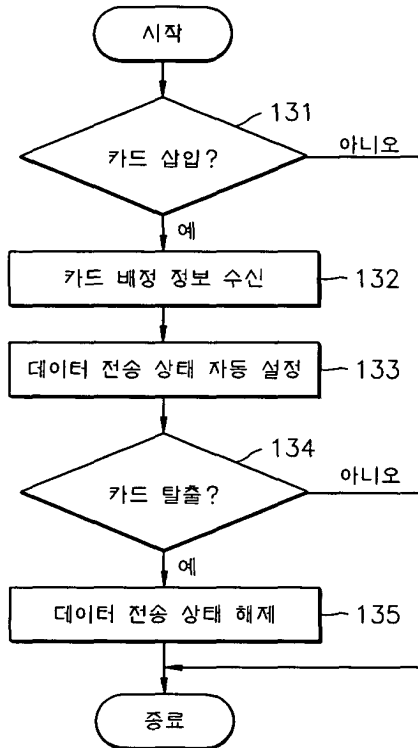 시작
131
카드 삽입?
아니오
예
카드 배정 정보 수신
132
데이터 전송 상태 자동 설정
133
134
카드 탈출?
아니오
예
데이터 전송 상태 해제
135
종료